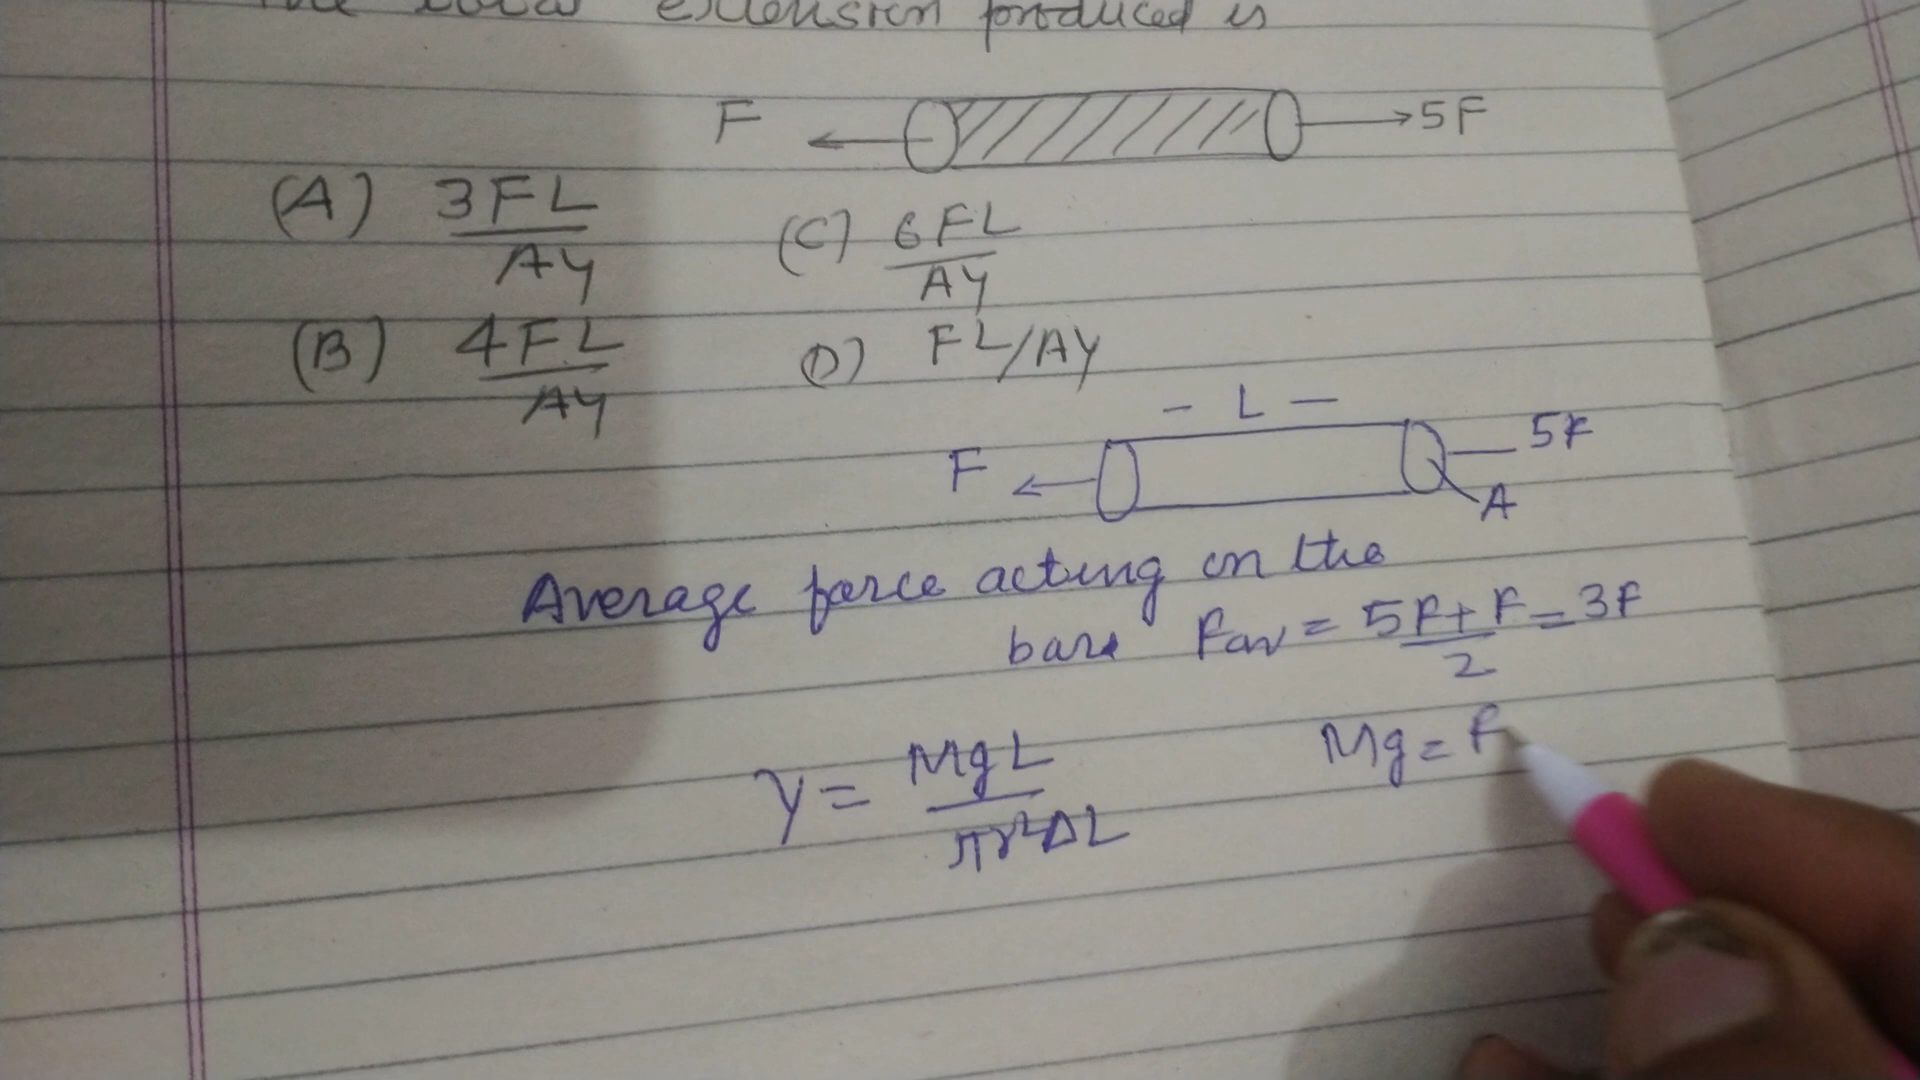 extension produced is
F 5F
(A) 3FL/AY (C) 6FL/AY
(B) 4FL/AY D) FL/AY
- L -
F 5F
A
Average force acting on the
bar Fav = 5F+F/2 = 3F
Y = MgL/πr²ΔL Mg = F